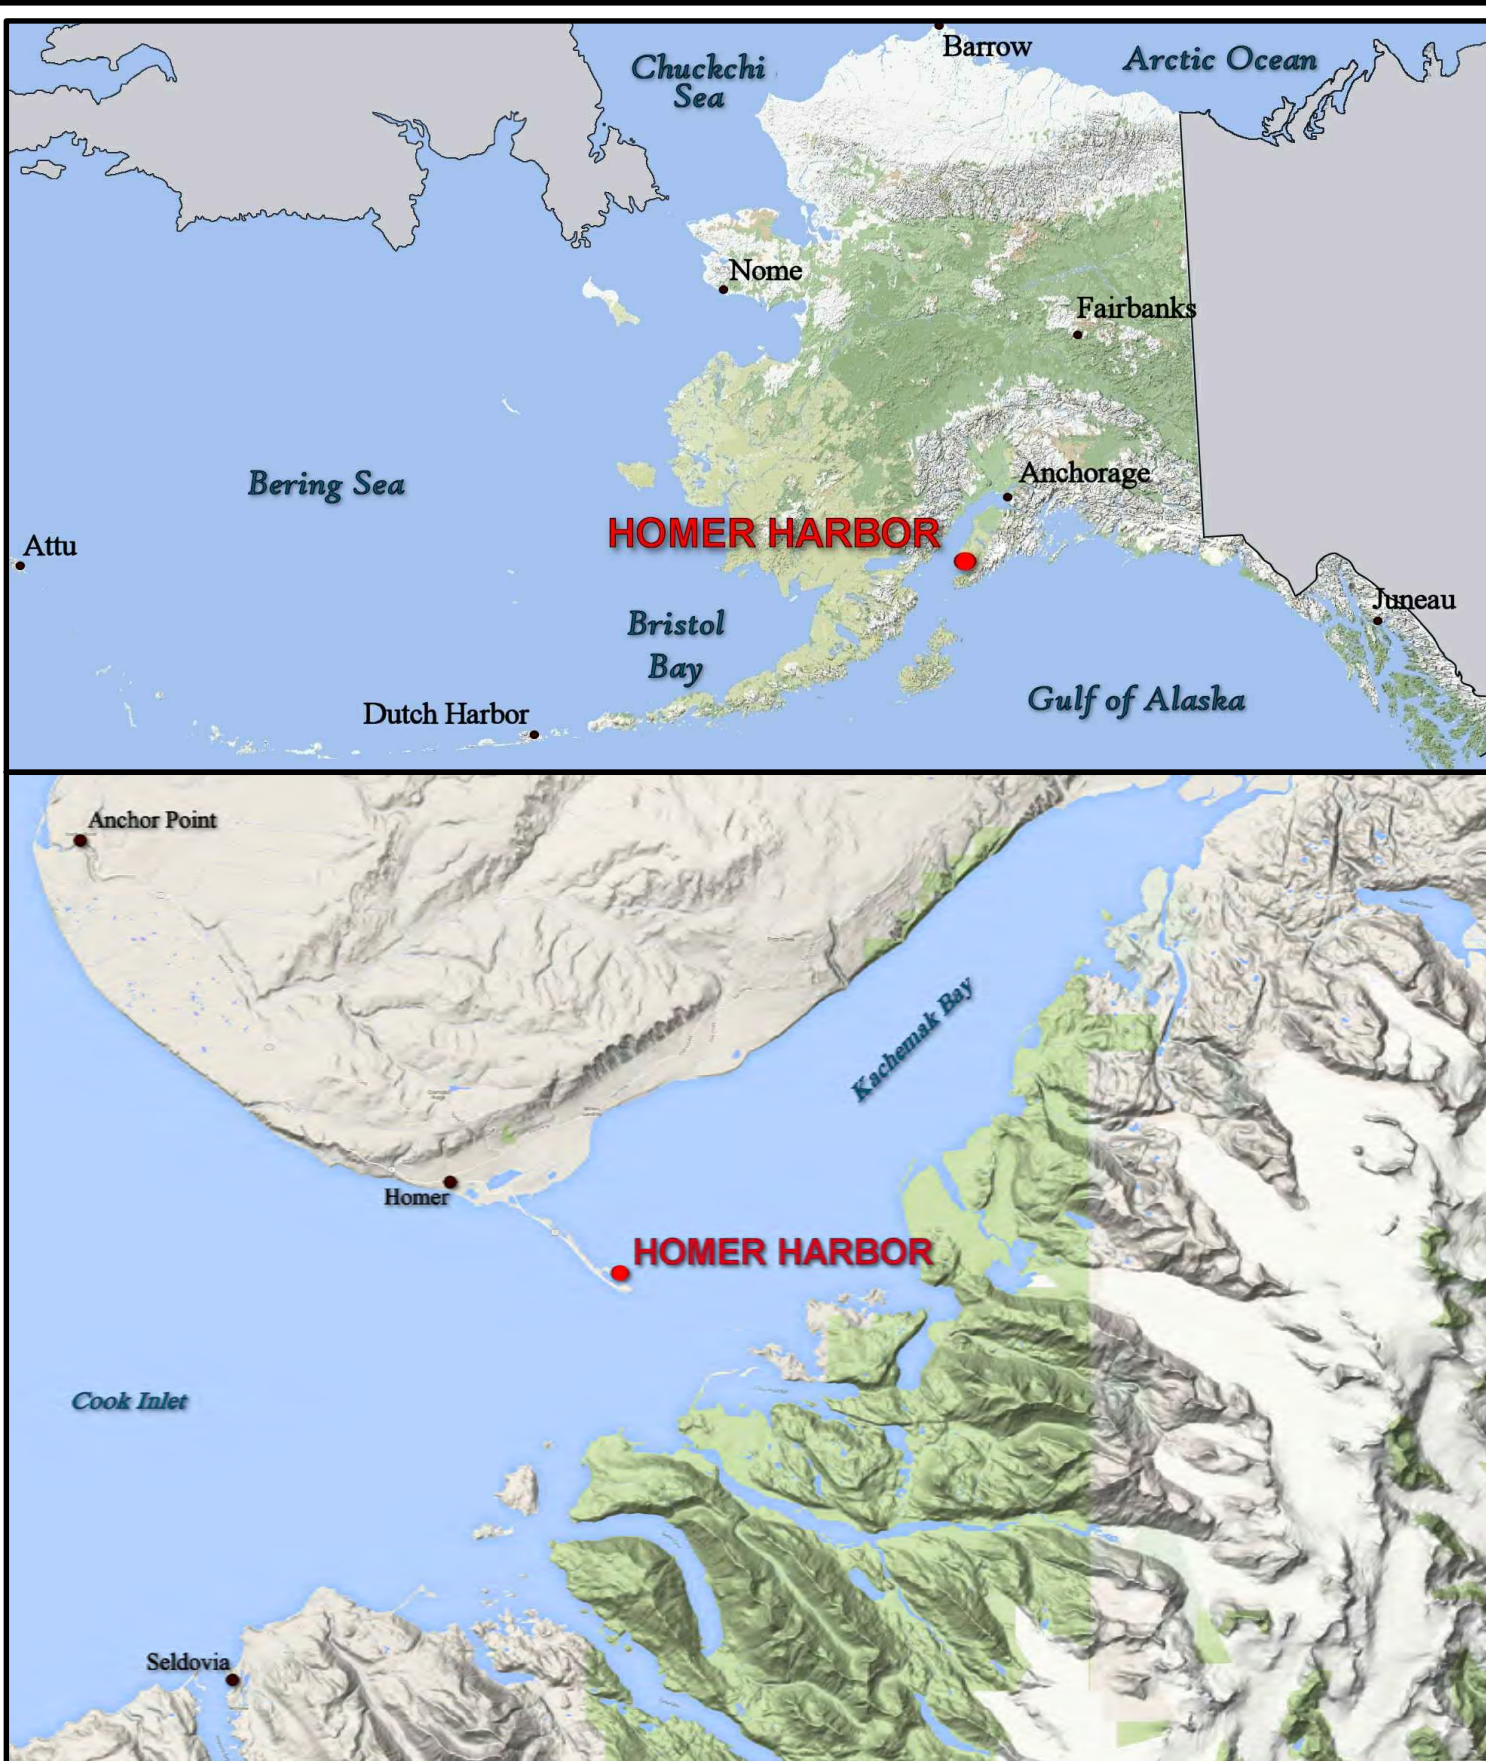 Chuckchi
Sea
Barrow
Arctic Ocean
Nome
Fairbanks
Bering Sea
Anchorage
HOMER HARBOR
Attu
Bristol
Bay
Juneau
Dutch Harbor
Gulf of Alaska
Anchor Point
Kachemak Bay
Homer
HOMER HARBOR
Cook Inlet
Seldovia